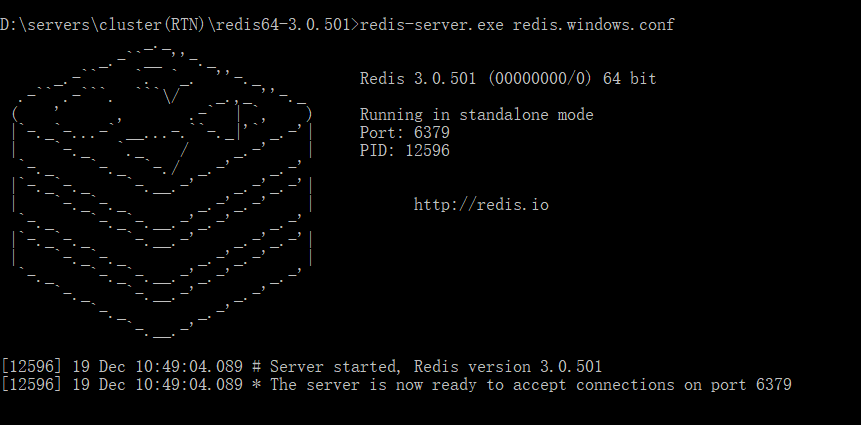 D:\servers\cluster(RTN)\redis64-3.0.501>redis-server.exe redis.windows.conf
Redis 3.0.501 (00000000/0) 64 bit
Running in standalone mode
Port: 6379
PID: 12596
http://redis.io
[12596] 19 Dec 10:49:04.089 # Server started, Redis version 3.0.501
[12596] 19 Dec 10:49:04.089 * The server is now ready to accept connections on port 6379